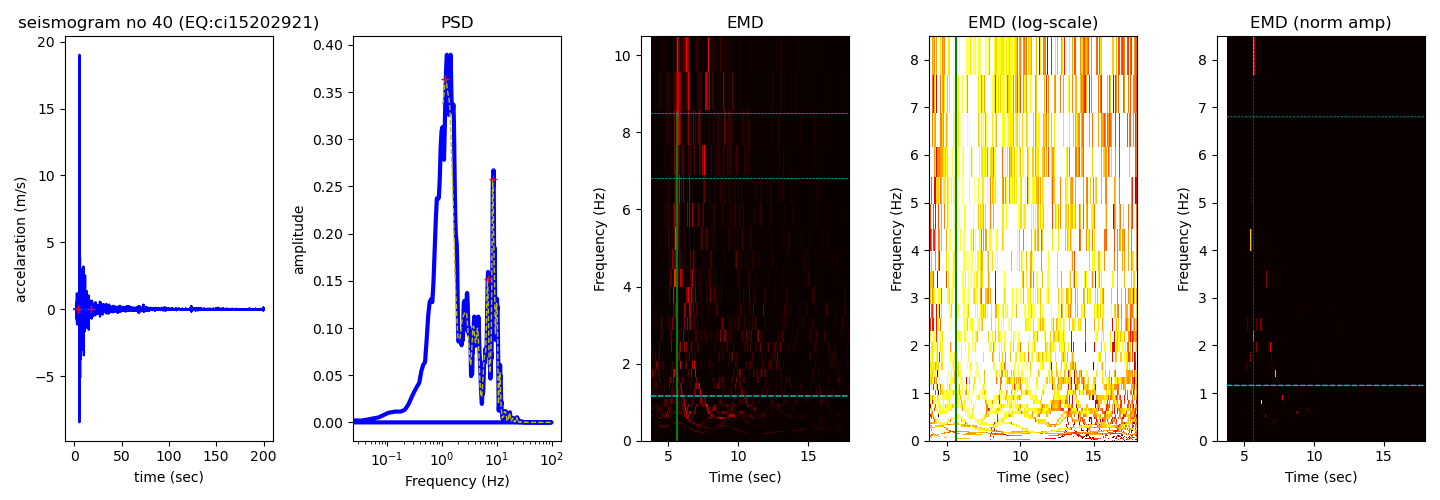 seismogram no 40 (EQ:ci15202921)
accelaration (m/s)
20
15
10
5
0
−5
0 50 100 150 200
time (sec)
PSD
amplitude
0.40
0.35
0.30
0.25
0.20
0.15
0.10
0.05
0.00
10⁻¹ 10⁰ 10¹ 10²
Frequency (Hz)
EMD
Frequency (Hz)
10
8
6
4
2
0
5 10 15
Time (sec)
EMD (log-scale)
Frequency (Hz)
8
7
6
5
4
3
2
1
0
5 10 15
Time (sec)
EMD (norm amp)
Frequency (Hz)
8
7
6
5
4
3
2
1
0
5 10 15
Time (sec)